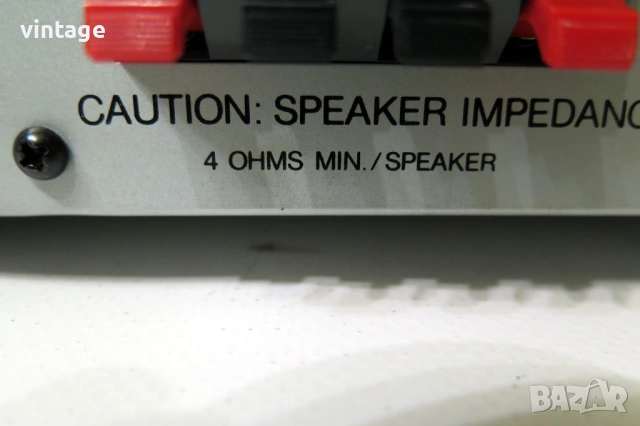 vintage
CAUTION: SPEAKER IMPEDANC
4 OHMS MIN./SPEAKER
BAZAR